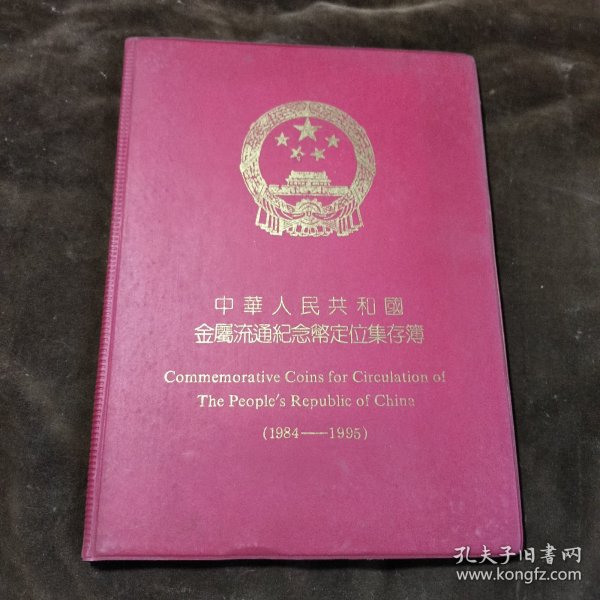 中華人民共和國
金屬流通紀念幣定位集存簿
Commemorative Coins for Circulation of
The People's Republic of China
(1984——1995)
孔夫子旧书网
www.kongfz.com